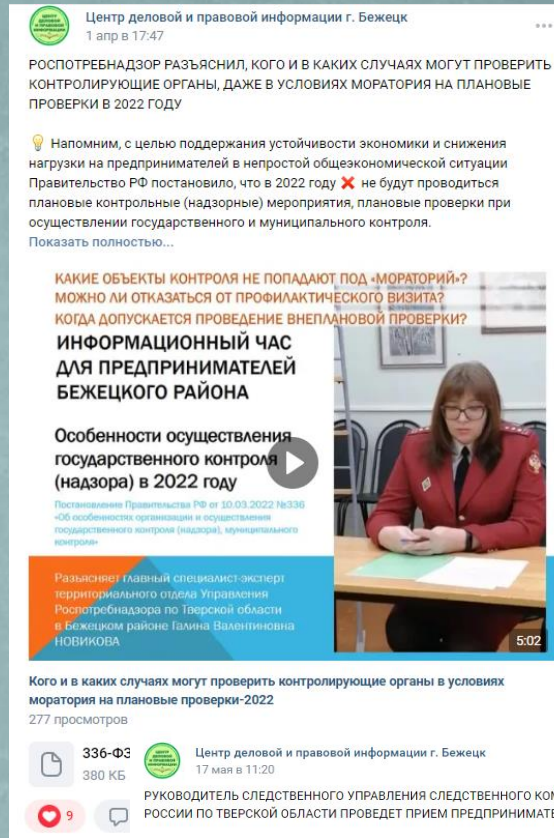 Центр деловой и правовой информации г. Бежецк
1 апр в 17:47
РОСПОТРЕБНАДЗОР РАЗЪЯСНИЛ, КОГО И В КАКИХ СЛУЧАЯХ МОГУТ ПРОВЕРИТЬ
КОНТРОЛИРУЮЩИЕ ОРГАНЫ, ДАЖЕ В УСЛОВИЯХ МОРАТОРИЯ НА ПЛАНОВЫЕ
ПРОВЕРКИ В 2022 ГОДУ
Напомним, с целью поддержания устойчивости экономики и снижения
нагрузки на предпринимателей в непростой общеэкономической ситуации
Правительство РФ постановило, что в 2022 году ❌ не будут проводиться
плановые контрольные (надзорные) мероприятия, плановые проверки при
осуществлении государственного и муниципального контроля.
Показать полностью...
КАКИЕ ОБЪЕКТЫ КОНТРОЛЯ НЕ ПОПАДАЮТ ПОД «МОРАТОРИЙ»?
МОЖНО ЛИ ОТКАЗАТЬСЯ ОТ ПРОФИЛАКТИЧЕСКОГО ВИЗИТА?
КОГДА ДОПУСКАЕТСЯ ПРОВЕДЕНИЕ ВНЕПЛАНОВОЙ ПРОВЕРКИ?
ИНФОРМАЦИОННЫЙ ЧАС
ДЛЯ ПРЕДПРИНИМАТЕЛЕЙ
БЕЖЕЦКОГО РАЙОНА
Особенности осуществления
государственного контроля
(надзора) в 2022 году
Постановление Правительства РФ от 10.03.2022 №336
«Об особенностях организации и осуществления
государственного контроля (надзора), муниципального
контроля»
Разъясняет главный специалист-эксперт
территориального отдела Управления
Роспотребнадзора по Тверской области
в Бежецком районе Галина Валентиновна
НОВИКОВА
5:02
Кого и в каких случаях могут проверить контролирующие органы в условиях
моратория на плановые проверки-2022
277 просмотров
336-ФЗ
380 КБ
9
Центр деловой и правовой информации г. Бежецк
17 мая в 11:20
РУКОВОДИТЕЛЬ СЛЕДСТВЕННОГО УПРАВЛЕНИЯ СЛЕДСТВЕННОГО КОМ
РОССИИ ПО ТВЕРСКОЙ ОБЛАСТИ ПРОВЕДЕТ ПРИЕМ ПРЕДПРИНИМАТЕ